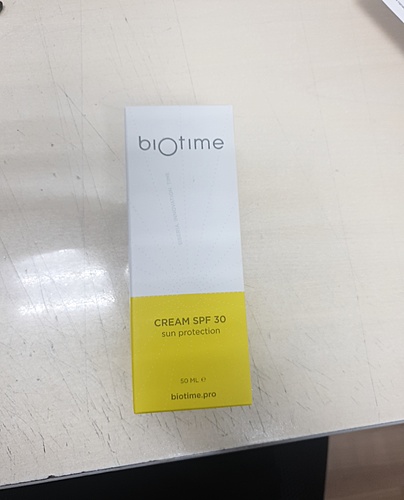 biotime
CREAM SPF 30
sun protection
50 ML ℮
biotime.pro